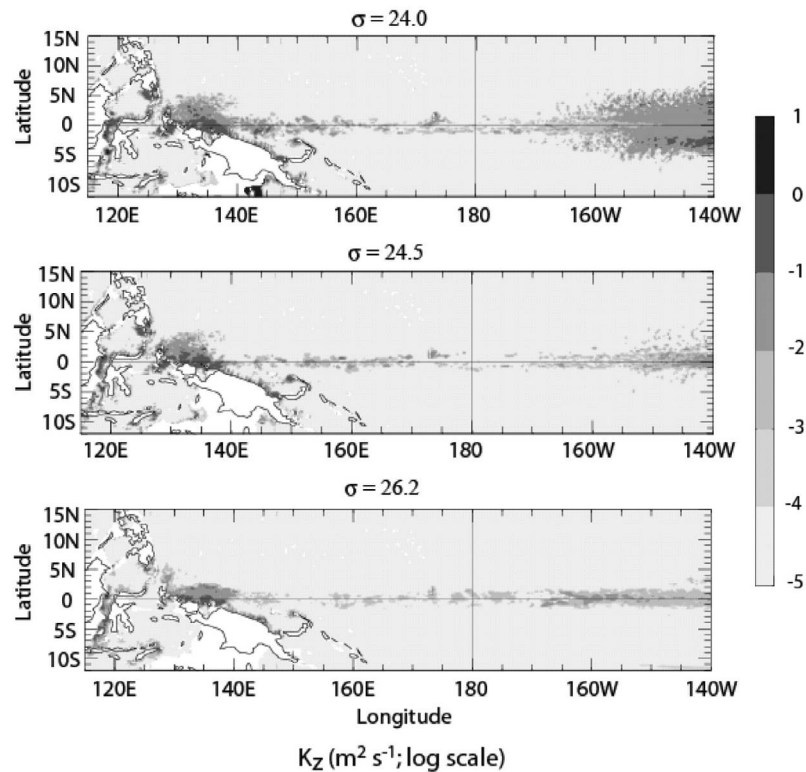 σ = 24.0
15N
10N
5N
0
5S
10S
Latitude
120E 140E 160E 180 160W 140W
σ = 24.5
15N
10N
5N
0
5S
10S
Latitude
120E 140E 160E 180 160W 140W
σ = 26.2
15N
10N
5N
0
5S
10S
Latitude
120E 140E 160E 180 160W 140W
Longitude
1
0
-1
-2
-3
-4
-5
KZ (m² s⁻¹; log scale)